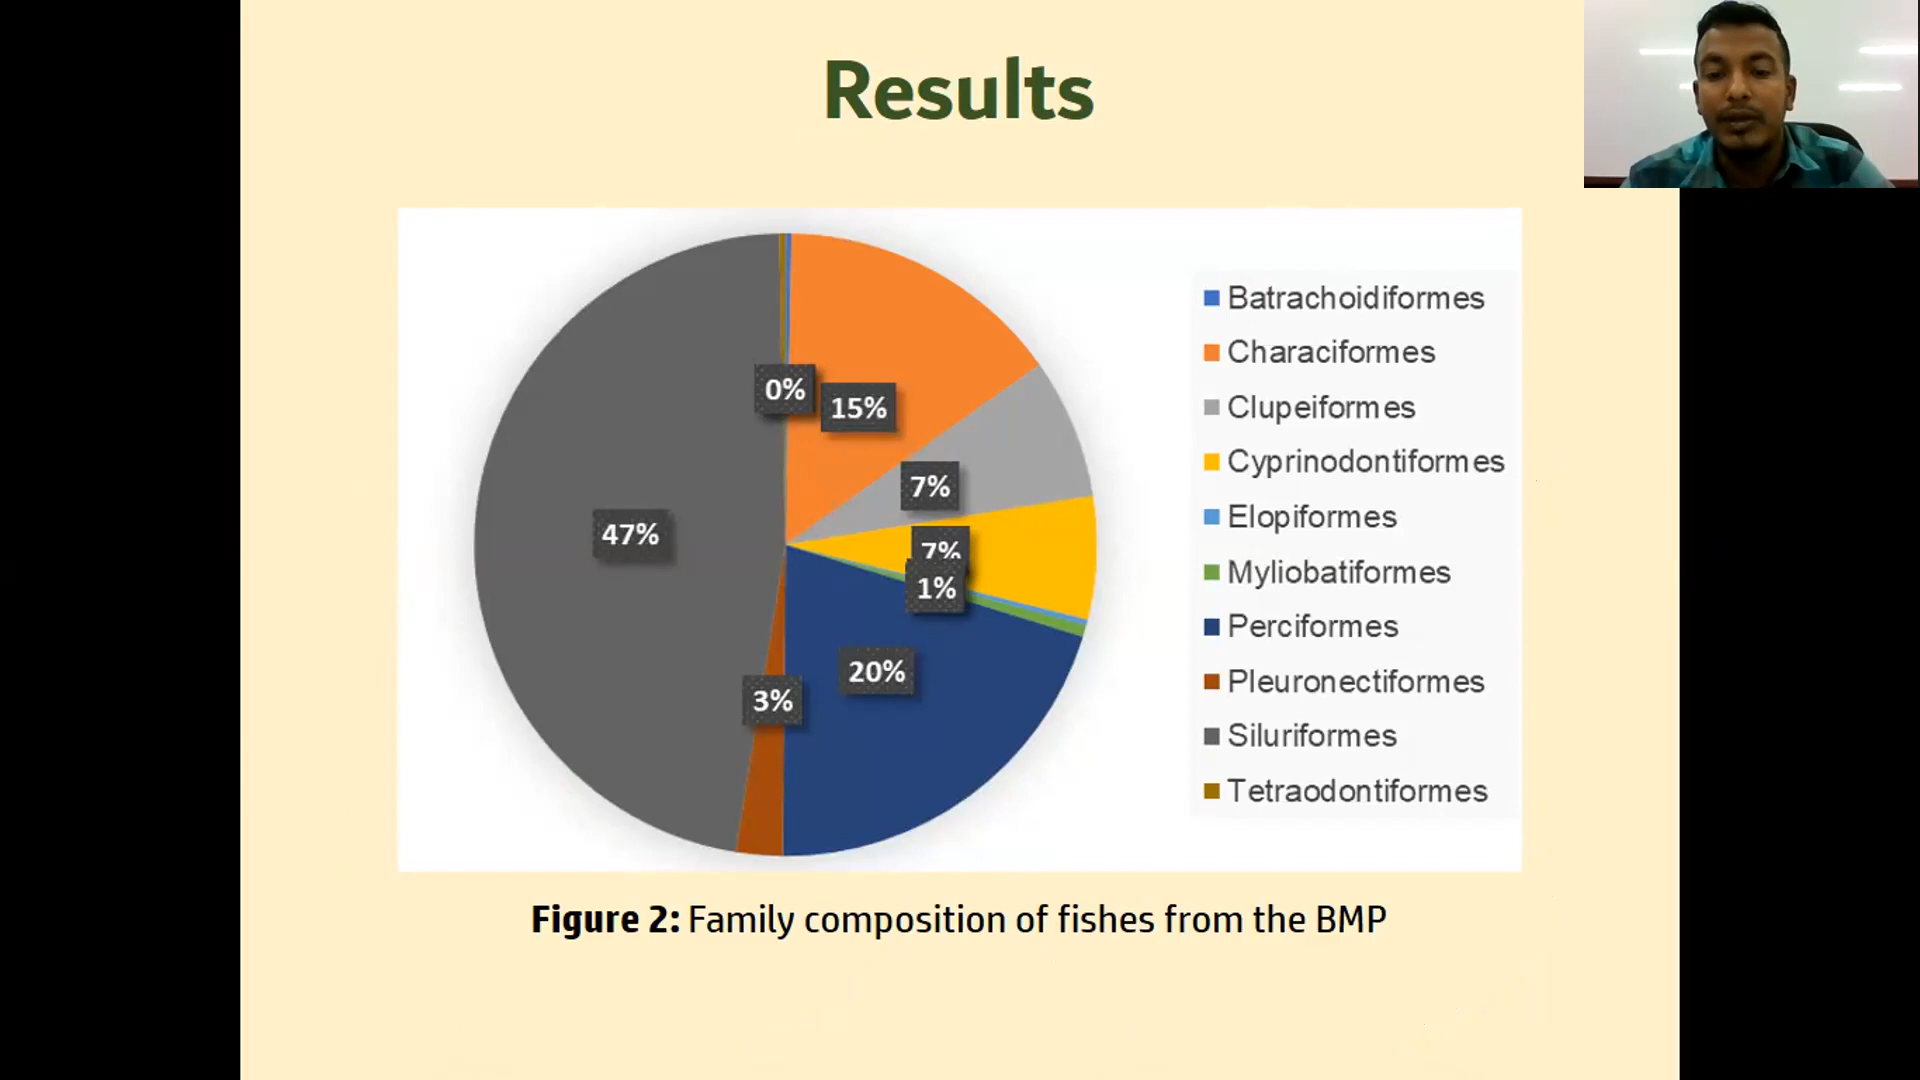 Results
0%
15%
7%
7%
1%
47%
20%
3%
Batrachoidiformes
Characiformes
Clupeiformes
Cyprinodontiformes
Elopiformes
Myliobatiformes
Perciformes
Pleuronectiformes
Siluriformes
Tetraodontiformes
Figure 2: Family composition of fishes from the BMP